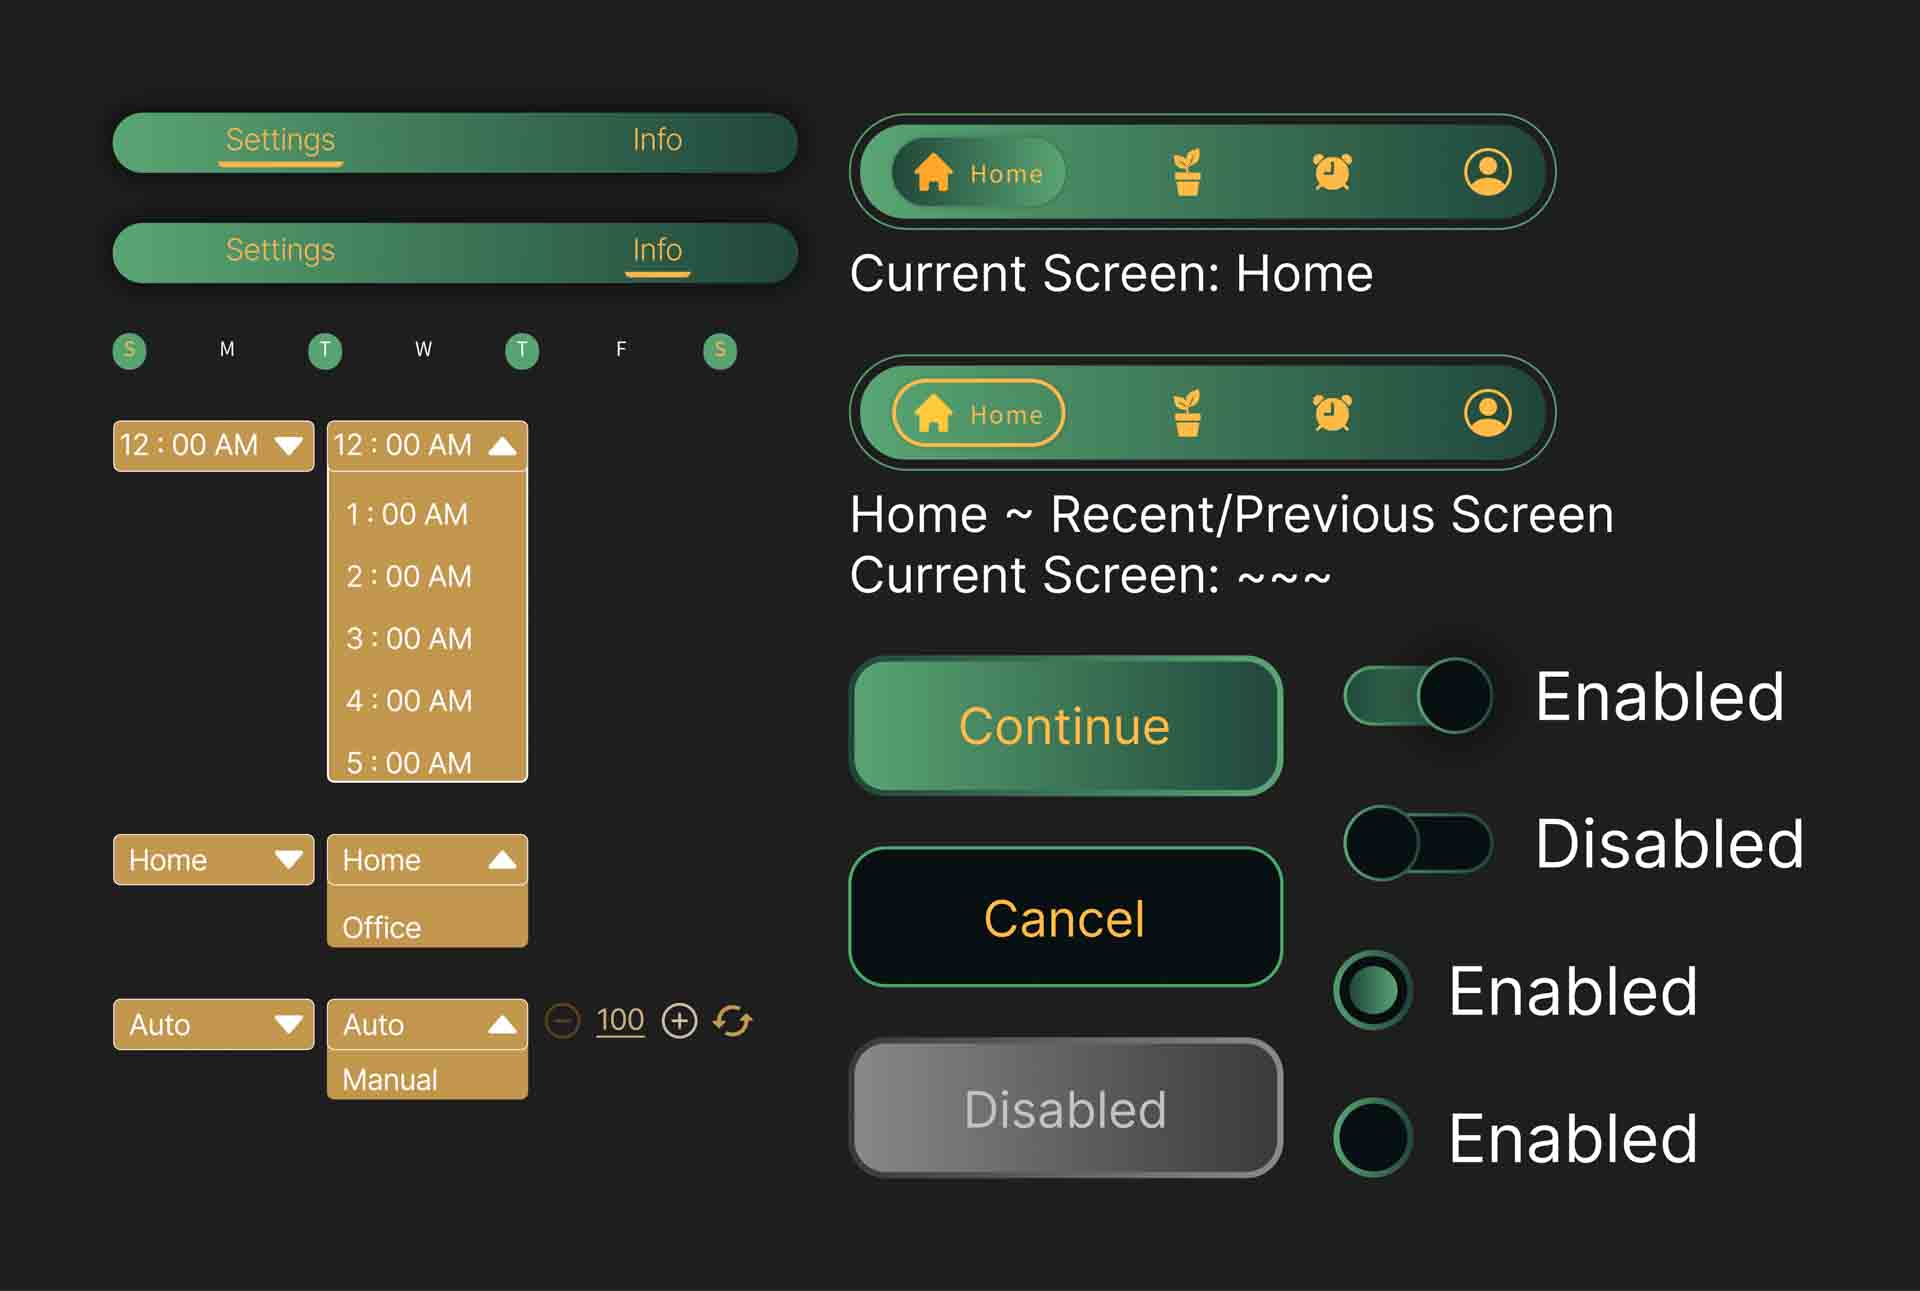 Settings Info
Settings Info
S M T W T F S
12 : 00 AM
12 : 00 AM
1 : 00 AM
2 : 00 AM
3 : 00 AM
4 : 00 AM
5 : 00 AM
Home
Home
Office
Auto
Auto
Manual
100
Home
Current Screen: Home
Home
Home ~ Recent/Previous Screen
Current Screen: ~~~
Continue
Cancel
Disabled
Enabled
Disabled
Enabled
Enabled